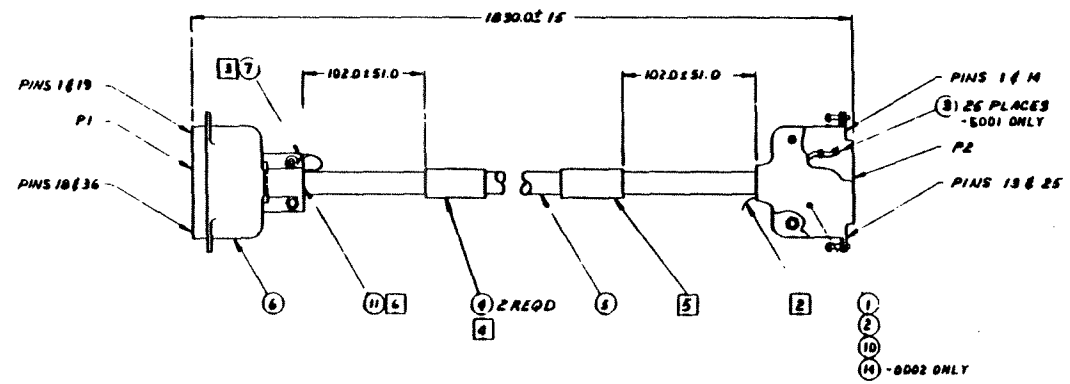 1830.0± 15
3 7
102.0±51.0
102.0±51.0
PINS 1 & 19
P1
PINS 18 & 36
PINS 1 & 14
3) 26 PLACES
-5001 ONLY
P2
PINS 13 & 25
6
11 6
4 2 REQD
4
5
5
2
1
2
10
14 -0002 ONLY